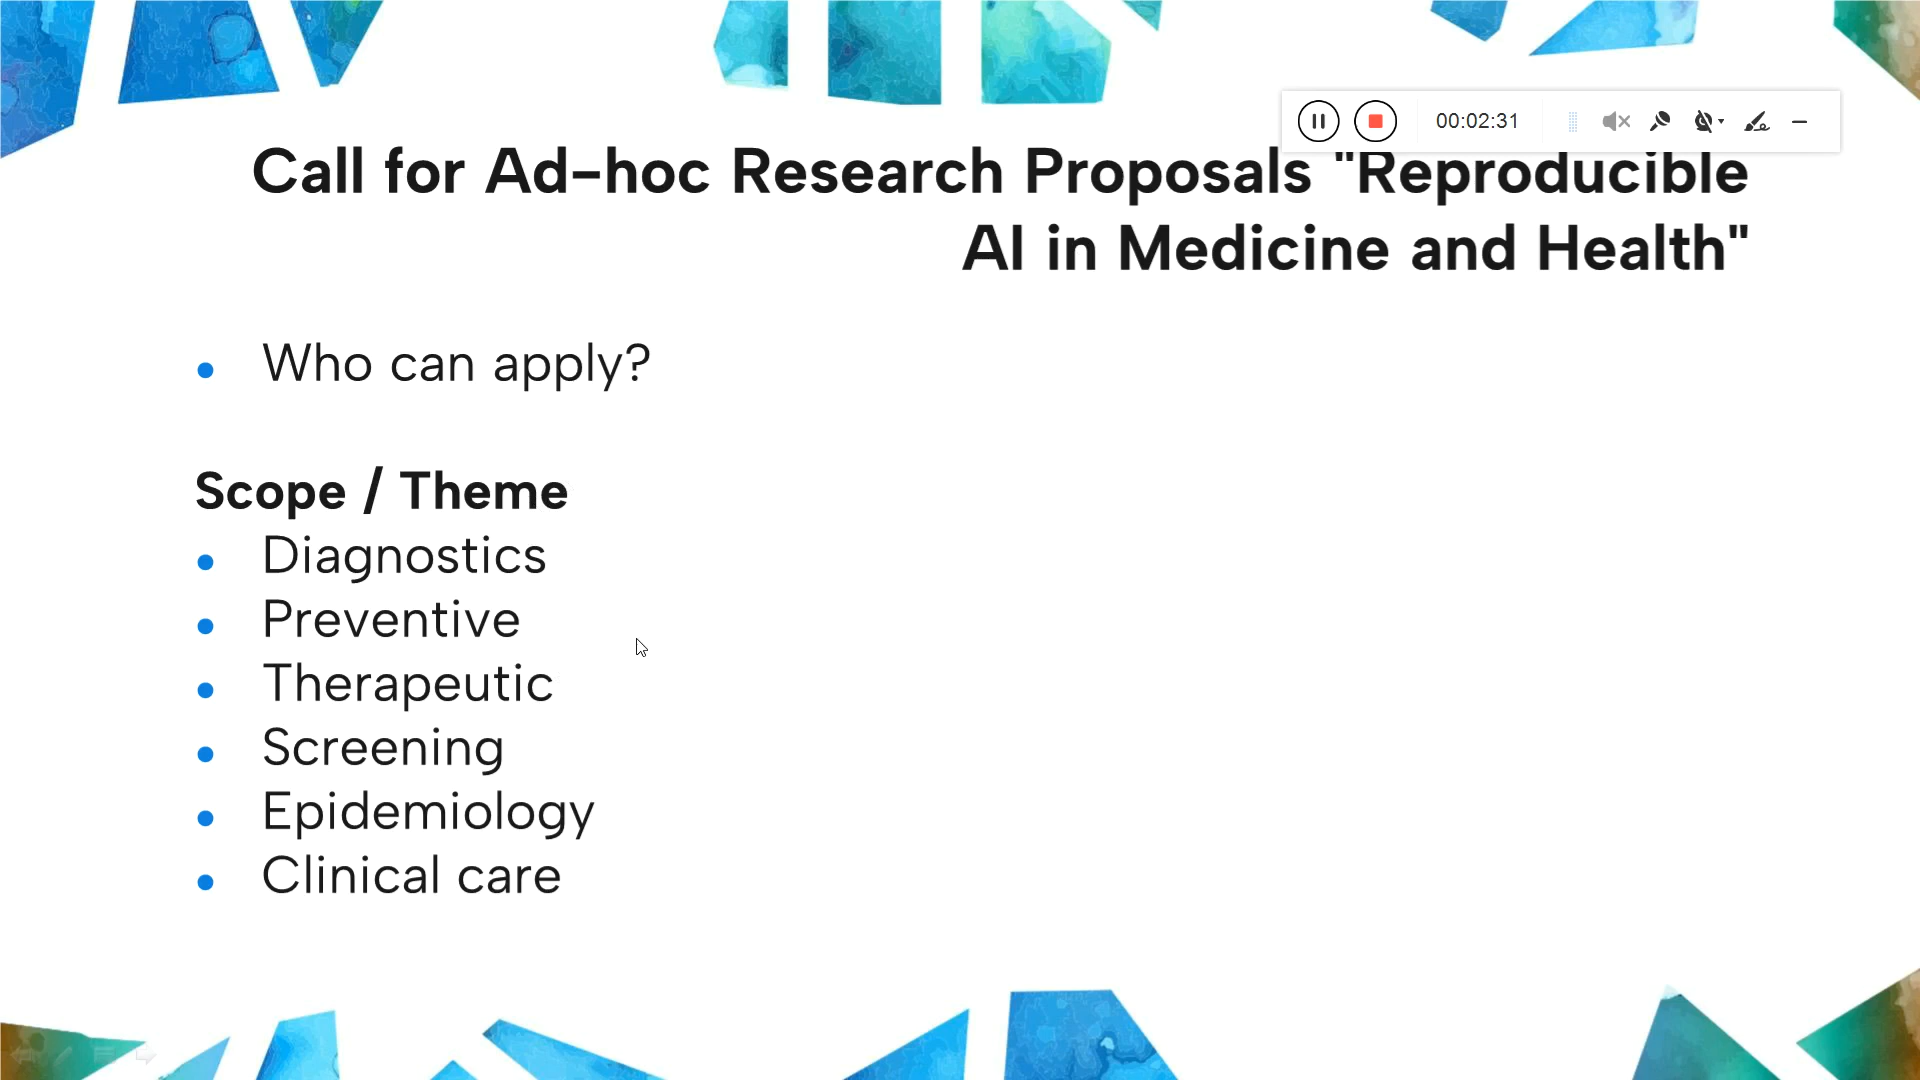 00:02:31
Call for Ad-hoc Research Proposals "Reproducible
AI in Medicine and Health"
Who can apply?
Scope / Theme
Diagnostics
Preventive
Therapeutic
Screening
Epidemiology
Clinical care